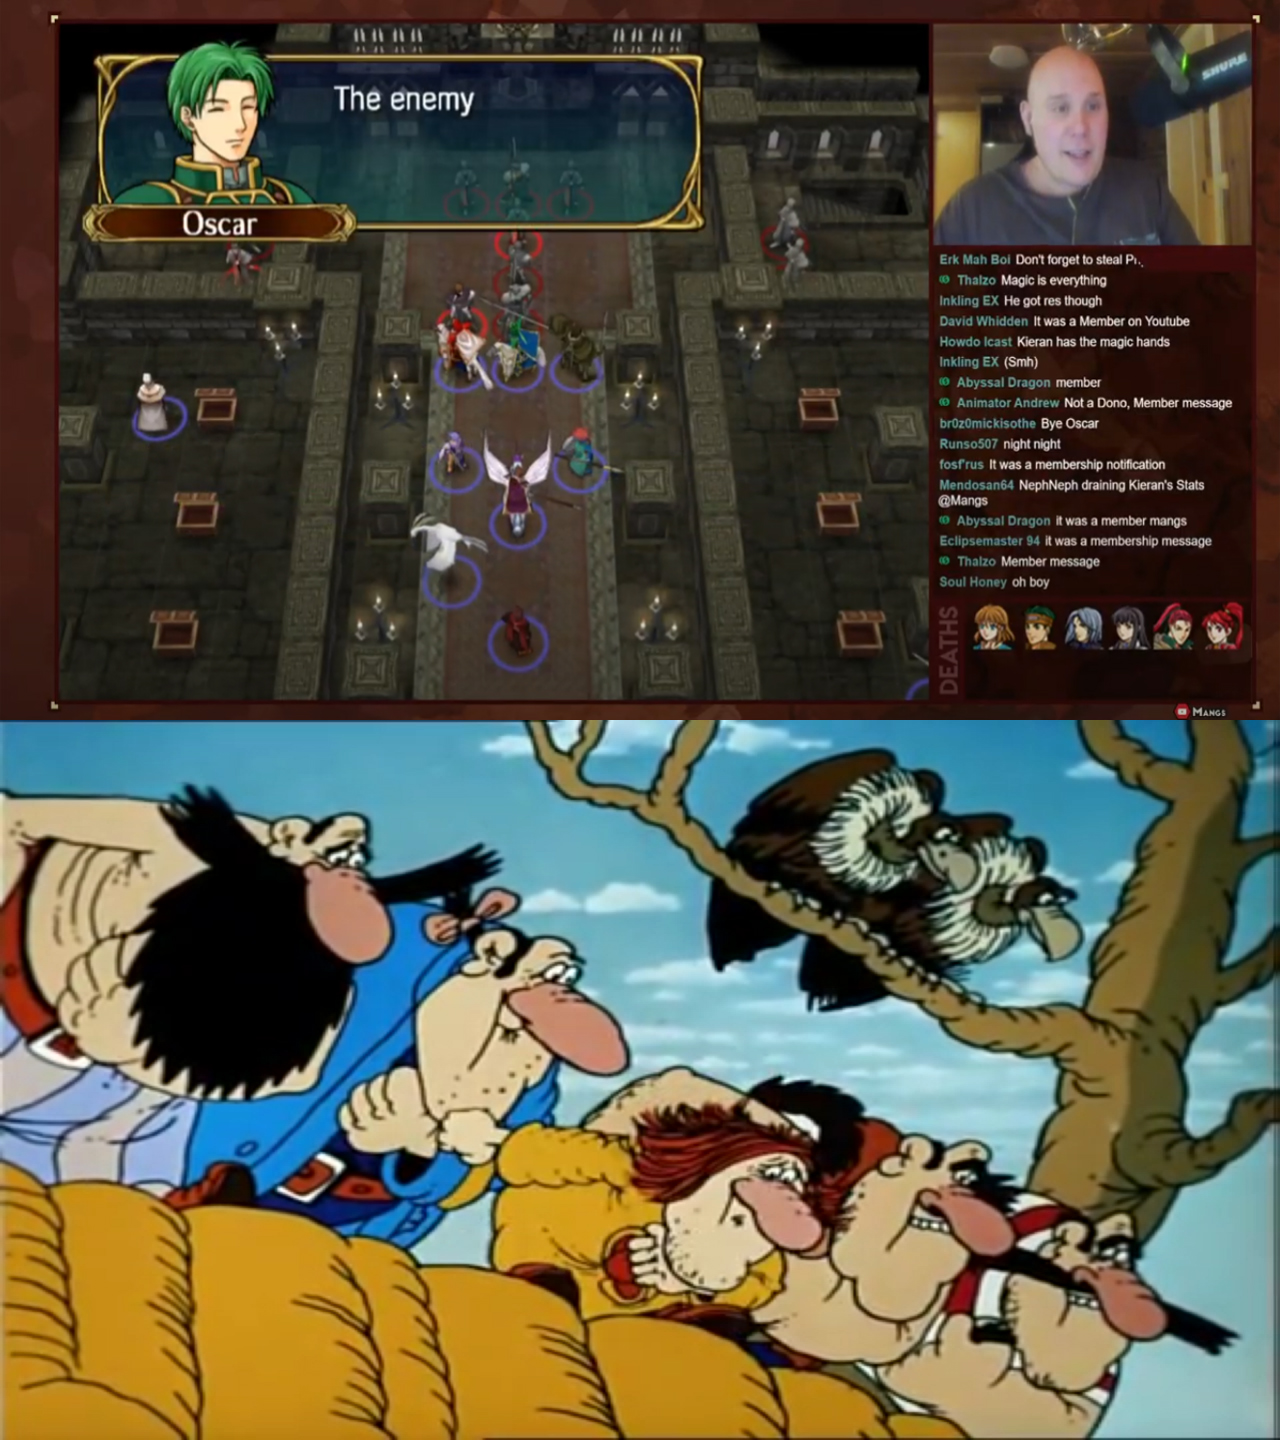 The enemy
Oscar
SHURE
Erk Mah Boi Don't forget to steal
Thalzo Magic is everything
Inkling EX He got res though
David Whidden It was a Member on Youtube
Howdo Icast Kieran has the magic hands
Inkling EX (Smh)
Abyssal Dragon member
Animator Andrew Not a Dono, Member message
br0z0mickisothe Bye Oscar
Runso507 night night
fosf'rus It was a membership notification
Mendosan64 NephNeph draining Kieran's Stats
@Mangs
Abyssal Dragon it was a member mangs
Eclipsemaster 94 it was a membership message
Thalzo Member message
Soul Honey oh boy
DEATHS
MANGS